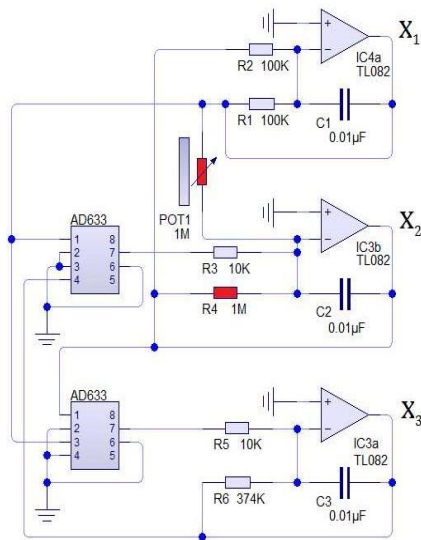 X1
+
−
IC4a
TL082
R2 100K
R1 100K
C1
0.01µF
POT1
1M
X2
+
−
IC3b
TL082
AD633
1 8
2 7
3 6
4 5
R3 10K
R4 1M
C2
0.01µF
X3
+
−
IC3a
TL082
AD633
1 8
2 7
3 6
4 5
R5 10K
R6 374K
C3
0.01µF